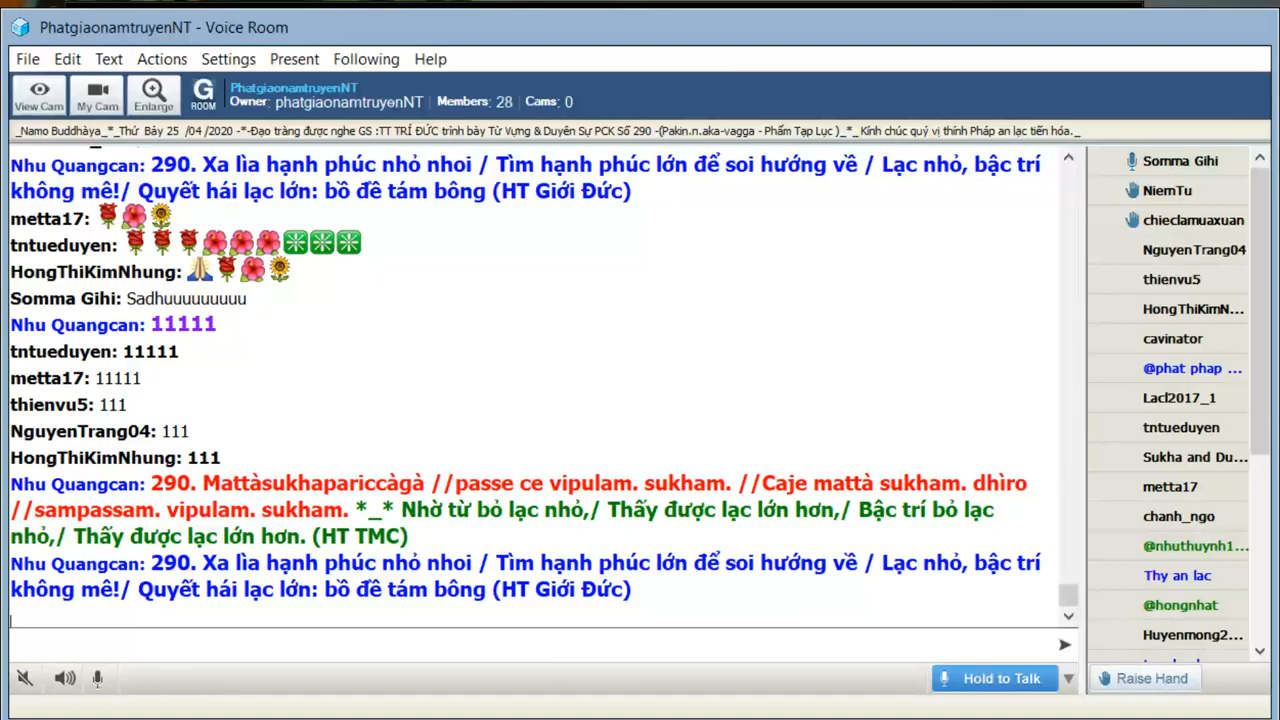 PhatgiaonamtruyenNT - Voice Room
File Edit Text Actions Settings Present Following Help
View Cam My Cam Enlarge G ROOM
PhatgiaonamtruyenNT
Owner: phatgiaonamtruyenNT Members: 28 Cams: 0
_Namo Buddhàya_*_Thứ Bảy 25 /04 /2020 -*-Đạo tràng được nghe GS :TT TRÍ ĐỨC trình bày Từ Vựng & Duyên Sự PCK Số 290 -(Pakin.n.aka-vagga - Phẩm Tạp Lục )_*_ Kính chúc quý vị thính Pháp an lạc tiến hóa._
Nhu Quangcan: 290. Xa lìa hạnh phúc nhỏ nhoi / Tìm hạnh phúc lớn để soi hướng về / Lạc nhỏ, bậc trí
không mê!/ Quyết hái lạc lớn: bồ đề tám bông (HT Giới Đức)
metta17:
tntueduyen:
HongThiKimNhung:
Somma Gihi: Sadhuuuuuuuuu
Nhu Quangcan: 11111
tntueduyen: 11111
metta17: 11111
thienvu5: 111
NguyenTrang04: 111
HongThiKimNhung: 111
Nhu Quangcan: 290. Mattàsukhapariccàgà //passe ce vipulam. sukham. //Caje mattà sukham. dhìro
//sampassam. vipulam. sukham. *_* Nhờ từ bỏ lạc nhỏ,/ Thấy được lạc lớn hơn,/ Bậc trí bỏ lạc
nhỏ,/ Thấy được lạc lớn hơn. (HT TMC)
Nhu Quangcan: 290. Xa lìa hạnh phúc nhỏ nhoi / Tìm hạnh phúc lớn để soi hướng về / Lạc nhỏ, bậc trí
không mê!/ Quyết hái lạc lớn: bồ đề tám bông (HT Giới Đức)
Somma Gihi
NiemTu
chieclamuaxuan
NguyenTrang04
thienvu5
HongThiKimN...
cavinator
@phat phap ...
Lacl2017_1
tntueduyen
Sukha and Du...
metta17
chanh_ngo
@nhuthuynh1...
Thy an lac
@hongnhat
Huyenmong2...
Hold to Talk
Raise Hand